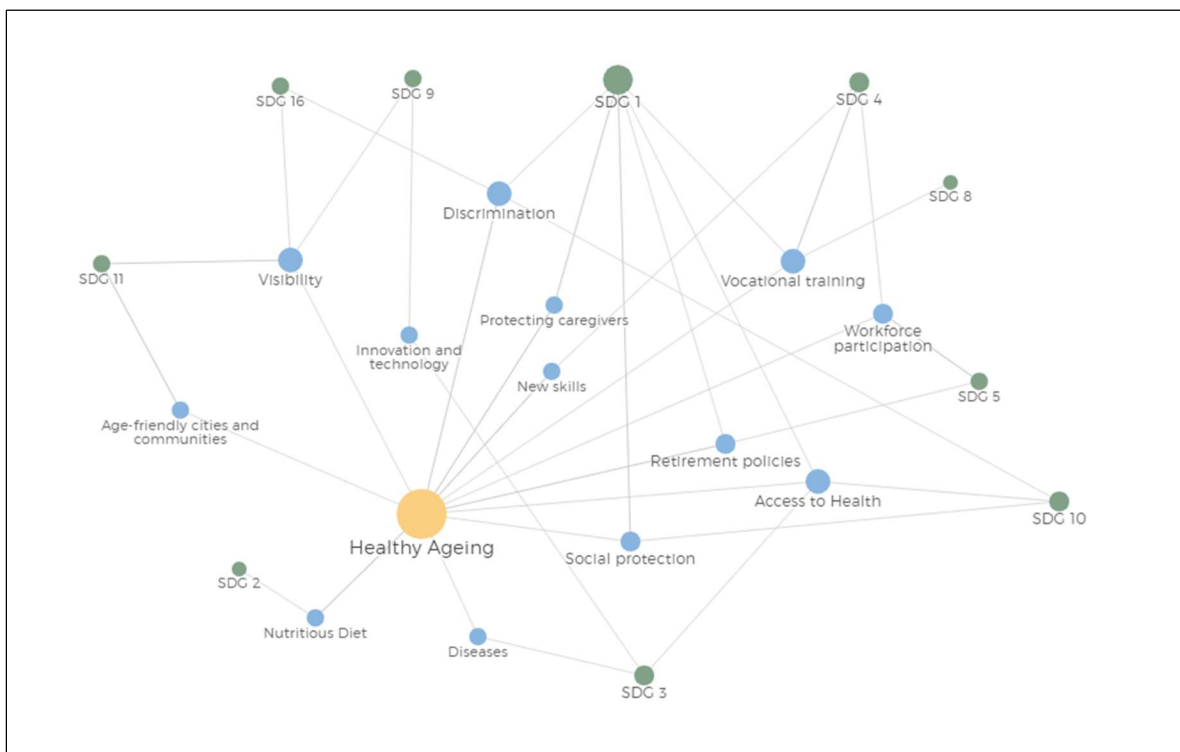 SDG 16
SDG 9
SDG 1
SDG 4
SDG 8
Discrimination
SDG 11
Visibility
Vocational training
Protecting caregivers
Workforce
participation
Innovation and
technology
New skills
SDG 5
Age-friendly cities and
communities
Retirement policies
Access to Health
SDG 10
Healthy Ageing
Social protection
SDG 2
Nutritious Diet
Diseases
SDG 3